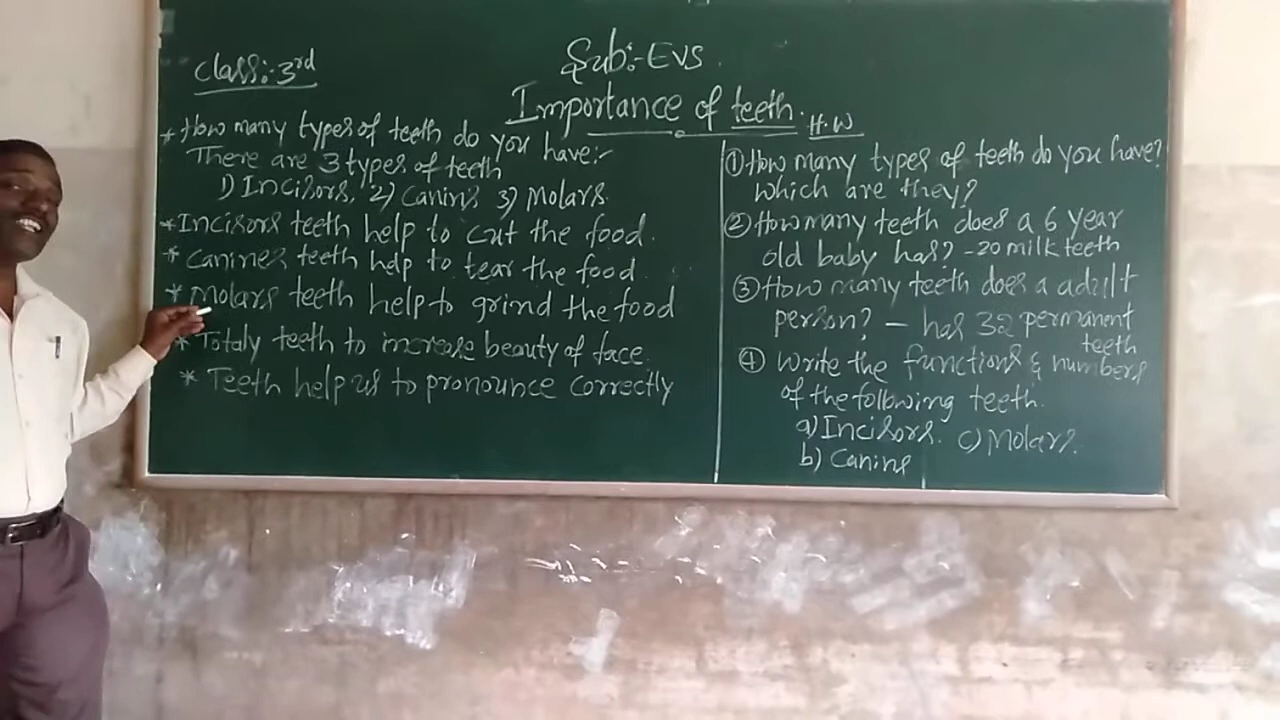 Class:- 3rd
Sub:- EVS.
Importance of teeth.
* How many types of teeth do you have:-
There are 3 types of teeth
1) Incisors, 2) Canins 3) Molars.
* Incisors teeth help to cut the food.
* Canines teeth help to tear the food.
* Molars teeth help to grind the food
* Totaly teeth to increase beauty of face.
* Teeth help us to pronounce correctly
H.W
① How many types of teeth do you have?
Which are they?
② How many teeth does a 6 year
old baby has? - 20 milk teeth
③ How many teeth does a adult
person? - has 32 permanent
teeth
④ Write the functions & numbers
of the following teeth.
a) Incisors. c) Molars.
b) Canins